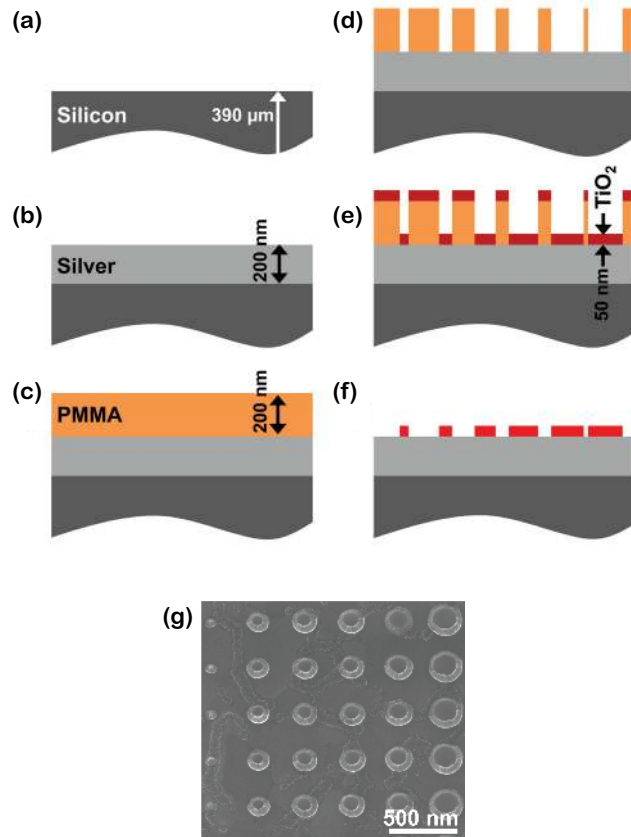 (a)
Silicon
390 µm
(b)
Silver
200 nm
(c)
PMMA
200 nm
(d)
(e)
TiO2
50 nm
(f)
(g)
500 nm